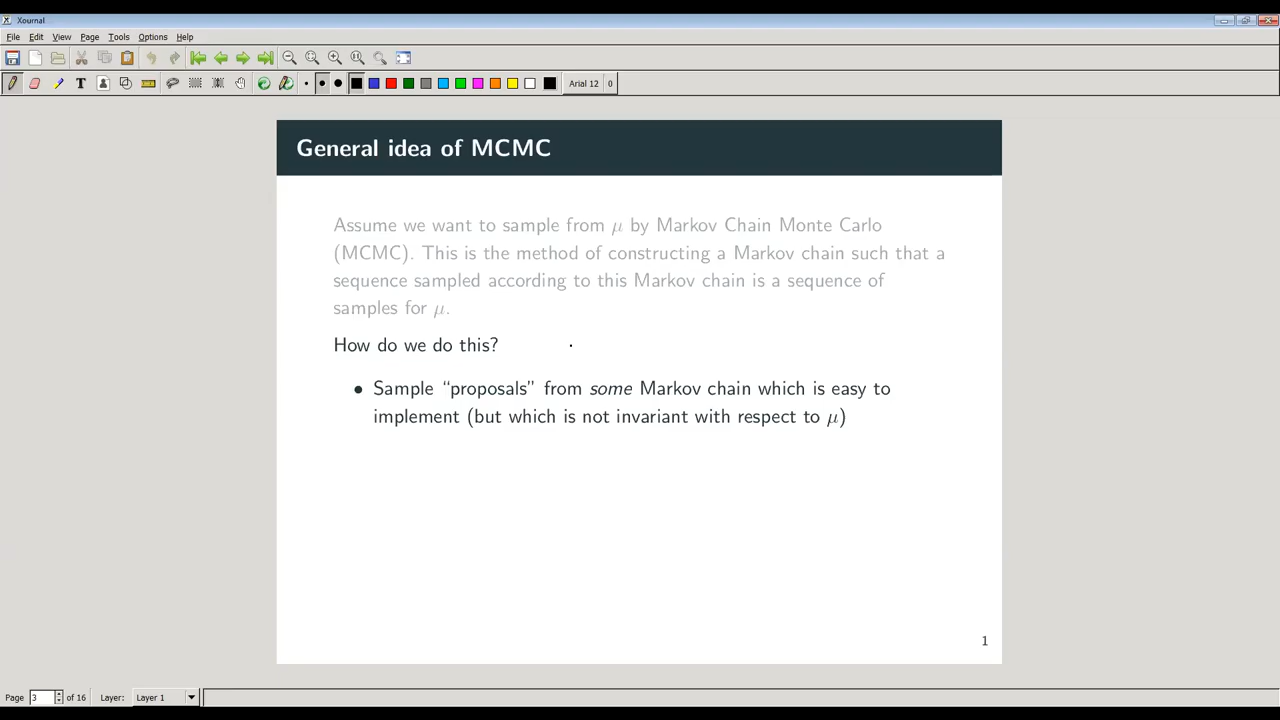 Xournal
File Edit View Page Tools Options Help
Arial 12 0
General idea of MCMC
Assume we want to sample from μ by Markov Chain Monte Carlo
(MCMC). This is the method of constructing a Markov chain such that a
sequence sampled according to this Markov chain is a sequence of
samples for μ.
How do we do this?
• Sample “proposals” from some Markov chain which is easy to
implement (but which is not invariant with respect to μ)
1
Page 3 of 16 Layer: Layer 1